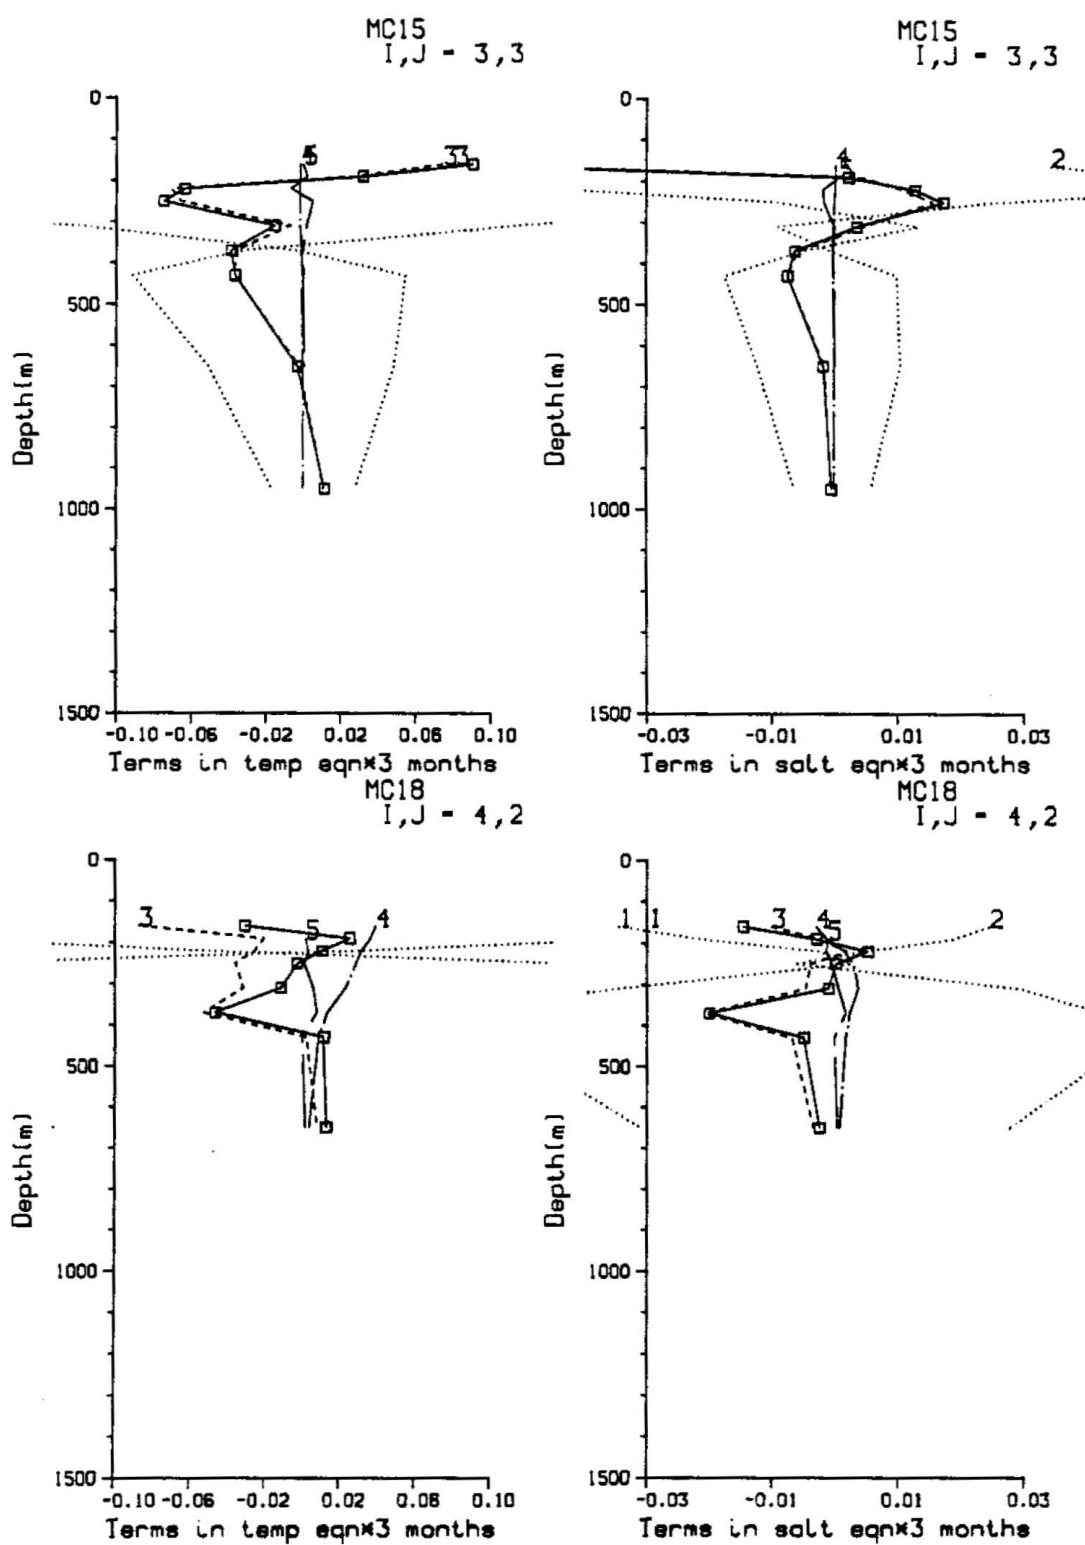 MC15
I,J = 3,3
0
500
1000
1500
Depth(m)
5
33
-0.10 -0.06 -0.02 0.02 0.06 0.10
Terms in temp eqn*3 months
MC15
I,J = 3,3
0
500
1000
1500
Depth(m)
4
2
-0.03 -0.01 0.01 0.03
Terms in salt eqn*3 months
MC18
I,J = 4,2
0
500
1000
1500
Depth(m)
3
5
4
-0.10 -0.06 -0.02 0.02 0.06 0.10
Terms in temp eqn*3 months
MC18
I,J = 4,2
0
500
1000
1500
Depth(m)
1 1
3
4
5
2
-0.03 -0.01 0.01 0.03
Terms in salt eqn*3 months